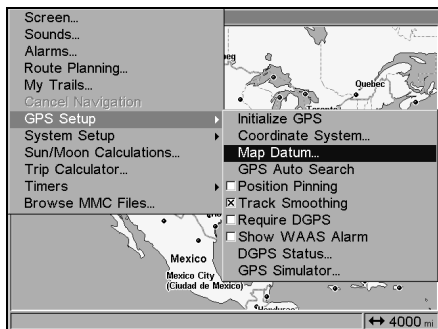 Screen...
Sounds...
Alarms...
Route Planning...
My Trails...
Cancel Navigation
GPS Setup
System Setup
Sun/Moon Calculations...
Trip Calculator...
Timers
Browse MMC Files...
Initialize GPS
Coordinate System...
Map Datum...
GPS Auto Search
Position Pinning
Track Smoothing
Require DGPS
Show WAAS Alarm
DGPS Status...
GPS Simulator...
Quebec
Mexico
Mexico City
(Ciudad de Mexico)
4000 mi